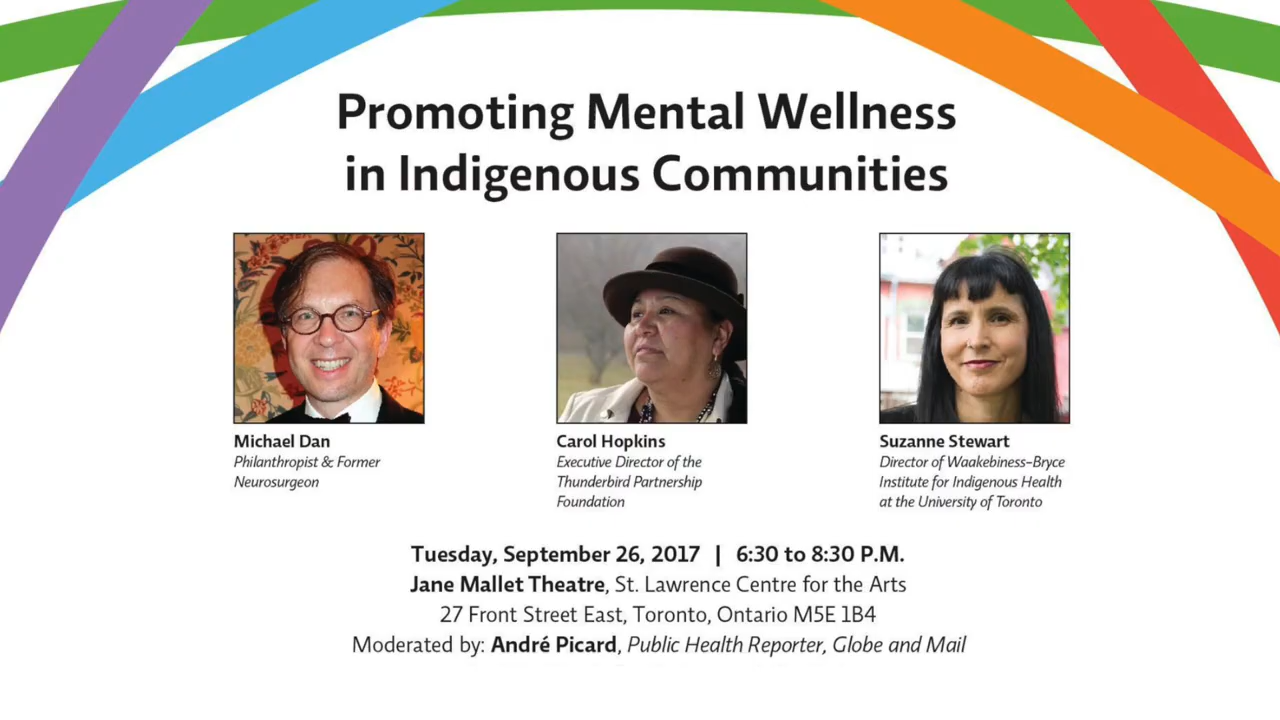 Promoting Mental Wellness
in Indigenous Communities
Michael Dan
Philanthropist & Former
Neurosurgeon
Carol Hopkins
Executive Director of the
Thunderbird Partnership
Foundation
Suzanne Stewart
Director of Waakebiness–Bryce
Institute for Indigenous Health
at the University of Toronto
Tuesday, September 26, 2017 | 6:30 to 8:30 P.M.
Jane Mallet Theatre, St. Lawrence Centre for the Arts
27 Front Street East, Toronto, Ontario M5E 1B4
Moderated by: André Picard, Public Health Reporter, Globe and Mail